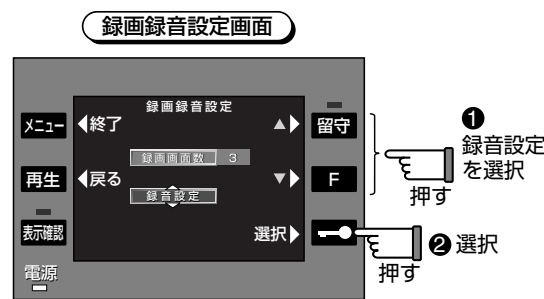 録画録音設定画面
録画録音設定
メニュー ◀終了 ▲▶ 留守
録画画面数 3
再生 ◀戻る ▼▶ F
録音設定
表示確認 選択▶
電源
❶
録音設定
を選択
押す
❷選択
押す